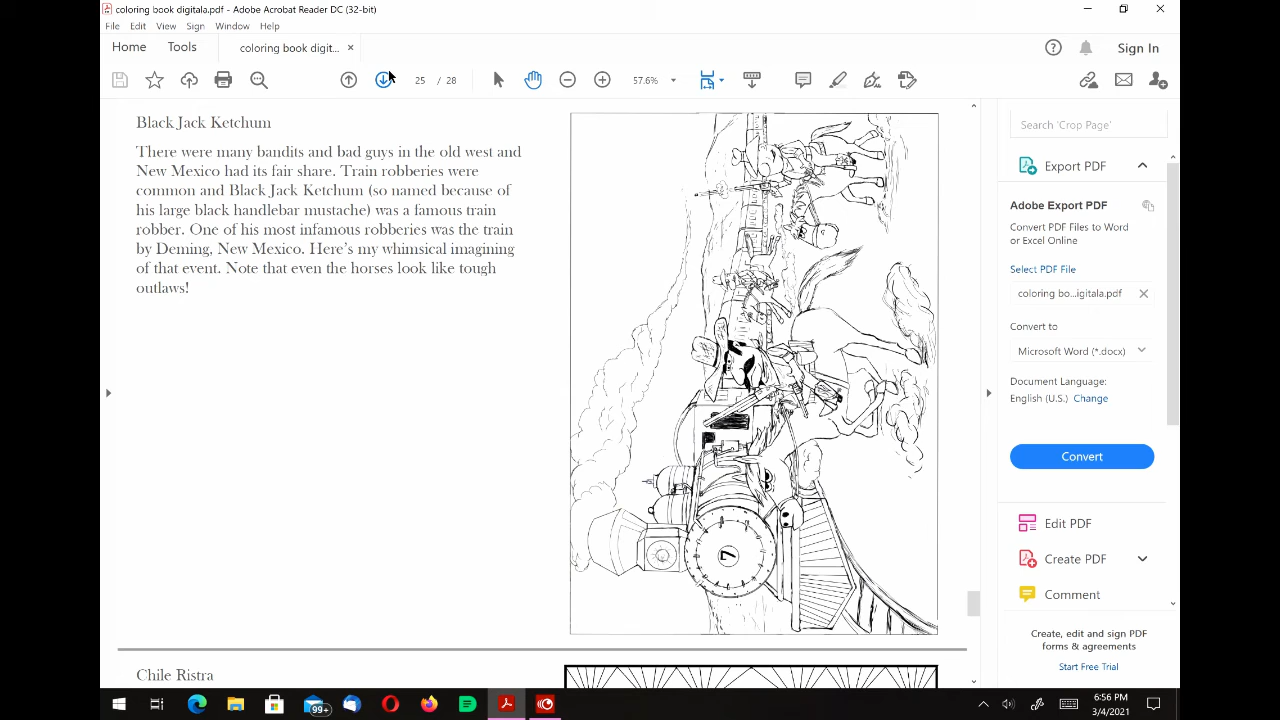 coloring book digitala.pdf - Adobe Acrobat Reader DC (32-bit)
File Edit View Sign Window Help
Home Tools coloring book digit... × Sign In
25 / 28 57.6%
Black Jack Ketchum
There were many bandits and bad guys in the old west and
New Mexico had its fair share. Train robberies were
common and Black Jack Ketchum (so named because of
his large black handlebar mustache) was a famous train
robber. One of his most infamous robberies was the train
by Deming, New Mexico. Here's my whimsical imagining
of that event. Note that even the horses look like tough
outlaws!
7
Chile Ristra
Search 'Crop Page'
Export PDF
Adobe Export PDF
Convert PDF Files to Word
or Excel Online
Select PDF File
coloring bo...igitala.pdf
Convert to
Microsoft Word (*.docx)
Document Language:
English (U.S.) Change
Convert
Edit PDF
Create PDF
Comment
Create, edit and sign PDF
forms & agreements
Start Free Trial
99+
6:56 PM
3/4/2021